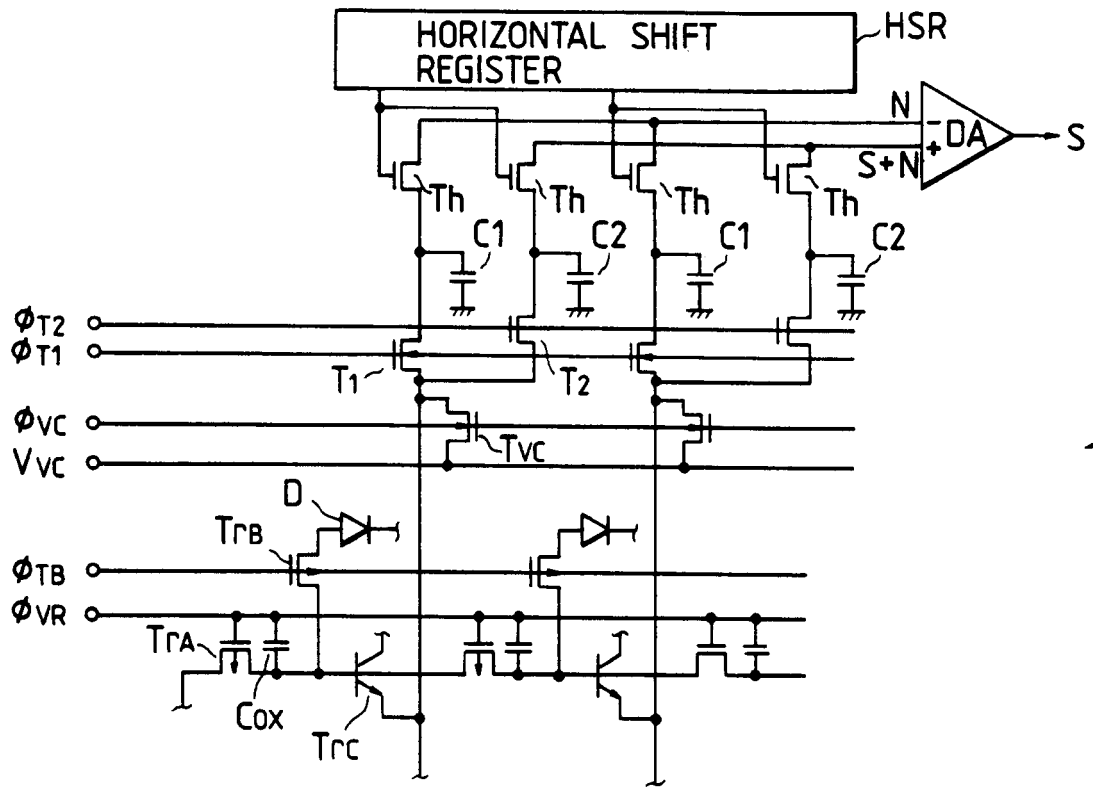 HORIZONTAL SHIFT
REGISTER
HSR
N
- DA
+
S
S+N
Th Th Th Th
C1 C2 C1 C2
ΦT2
ΦT1
T1 T2
ΦVC
TVC
VVC
D
TrB
ΦTB
ΦVR
TrA
COX
TrC